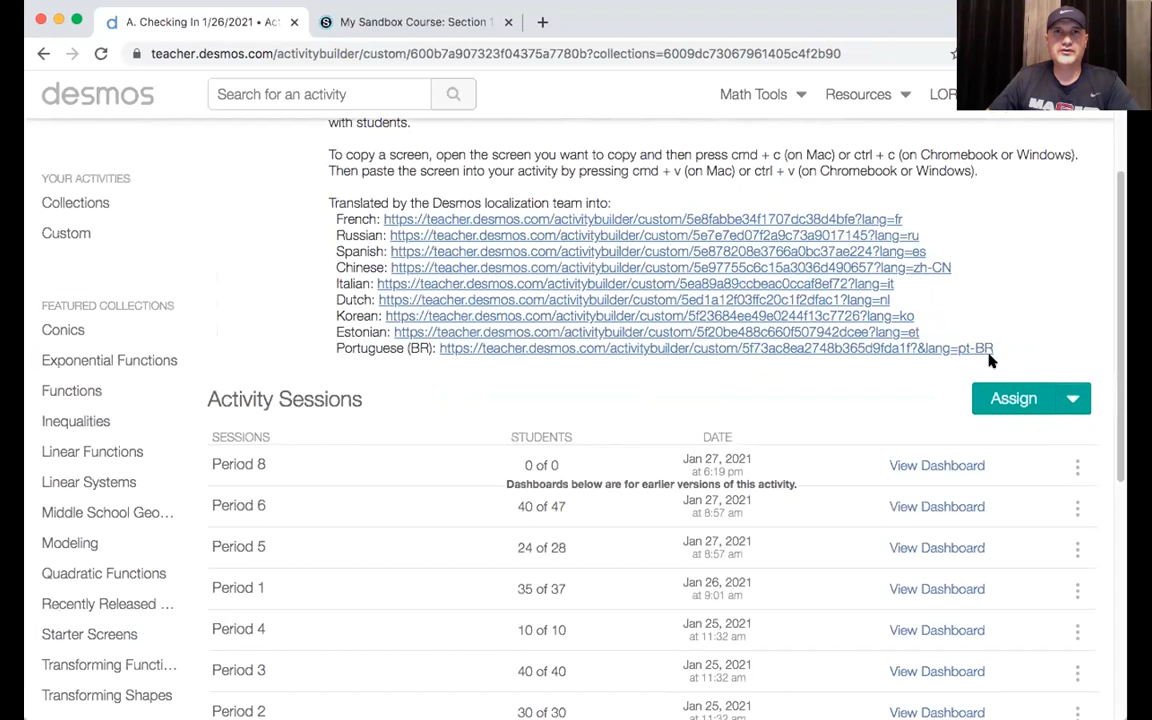 A. Checking In 1/26/2021 • Ac
My Sandbox Course: Section 1
teacher.desmos.com/activitybuilder/custom/600b7a907323f04375a7780b?collections=6009dc73067961405c4f2b90
desmos
Search for an activity
Math Tools
Resources
LOR
with students.
To copy a screen, open the screen you want to copy and then press cmd + c (on Mac) or ctrl + c (on Chromebook or Windows).
Then paste the screen into your activity by pressing cmd + v (on Mac) or ctrl + v (on Chromebook or Windows).
Translated by the Desmos localization team into:
French: https://teacher.desmos.com/activitybuilder/custom/5e8fabbe34f1707dc38d4bfe?lang=fr
Russian: https://teacher.desmos.com/activitybuilder/custom/5e7e7ed07f2a9c73a9017145?lang=ru
Spanish: https://teacher.desmos.com/activitybuilder/custom/5e878208e3766a0bc37ae224?lang=es
Chinese: https://teacher.desmos.com/activitybuilder/custom/5e97755c6c15a3036d490657?lang=zh-CN
Italian: https://teacher.desmos.com/activitybuilder/custom/5ea89a89ccbeac0ccaf8ef72?lang=it
Dutch: https://teacher.desmos.com/activitybuilder/custom/5ed1a12f03ffc20c1f2dfac1?lang=nl
Korean: https://teacher.desmos.com/activitybuilder/custom/5f23684ee49e0244f13c7726?lang=ko
Estonian: https://teacher.desmos.com/activitybuilder/custom/5f20be488c660f507942dcee?lang=et
Portuguese (BR): https://teacher.desmos.com/activitybuilder/custom/5f73ac8ea2748b365d9fda1f?&lang=pt-BR
YOUR ACTIVITIES
Collections
Custom
FEATURED COLLECTIONS
Conics
Exponential Functions
Functions
Inequalities
Linear Functions
Linear Systems
Middle School Geo...
Modeling
Quadratic Functions
Recently Released ...
Starter Screens
Transforming Functi...
Transforming Shapes
Activity Sessions
Assign
SESSIONS STUDENTS DATE
Period 8 0 of 0 Jan 27, 2021 View Dashboard
at 6:19 pm
Dashboards below are for earlier versions of this activity.
Period 6 40 of 47 Jan 27, 2021 View Dashboard
at 8:57 am
Period 5 24 of 28 Jan 27, 2021 View Dashboard
at 8:57 am
Period 1 35 of 37 Jan 26, 2021 View Dashboard
at 9:01 am
Period 4 10 of 10 Jan 25, 2021 View Dashboard
at 11:32 am
Period 3 40 of 40 Jan 25, 2021 View Dashboard
at 11:32 am
Period 2 30 of 30 Jan 25, 2021 View Dashboard